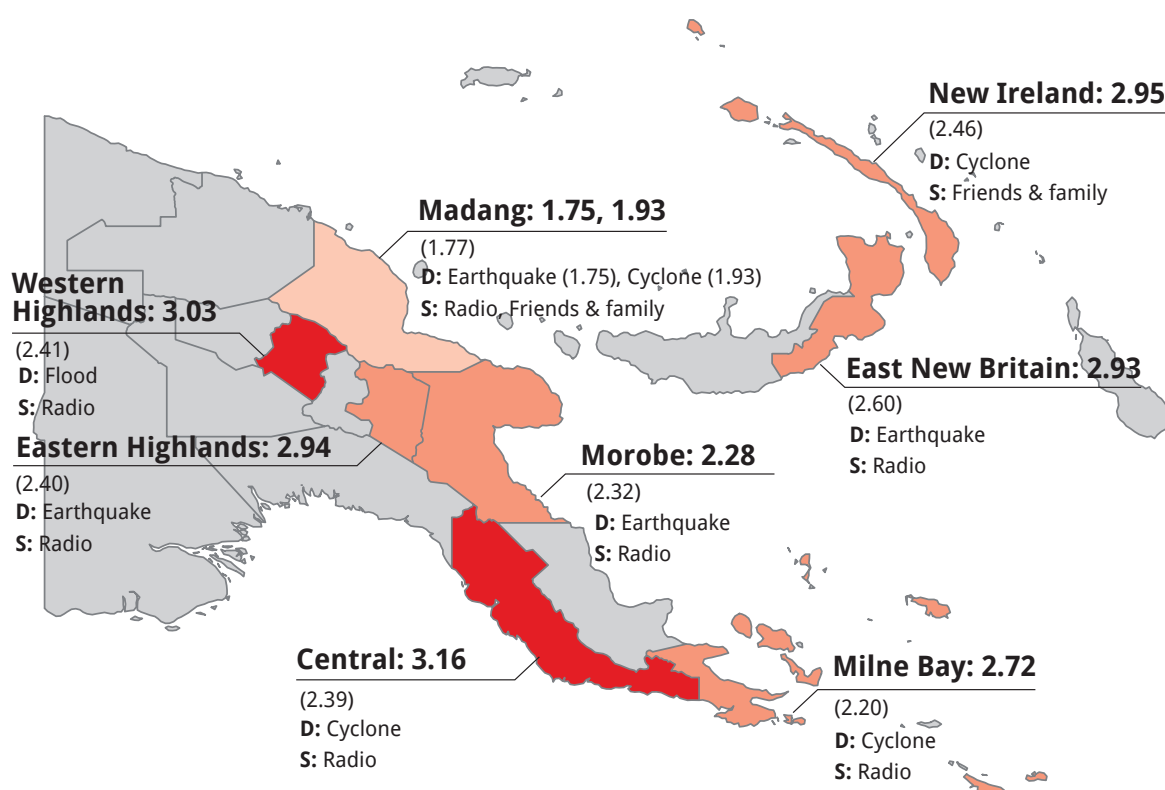 New Ireland: 2.95
(2.46)
D: Cyclone
S: Friends & family
Madang: 1.75, 1.93
(1.77)
D: Earthquake (1.75), Cyclone (1.93)
S: Radio, Friends & family
Western
Highlands: 3.03
(2.41)
D: Flood
S: Radio
East New Britain: 2.93
(2.60)
D: Earthquake
S: Radio
Eastern Highlands: 2.94
(2.40)
D: Earthquake
S: Radio
Morobe: 2.28
(2.32)
D: Earthquake
S: Radio
Central: 3.16
(2.39)
D: Cyclone
S: Radio
Milne Bay: 2.72
(2.20)
D: Cyclone
S: Radio